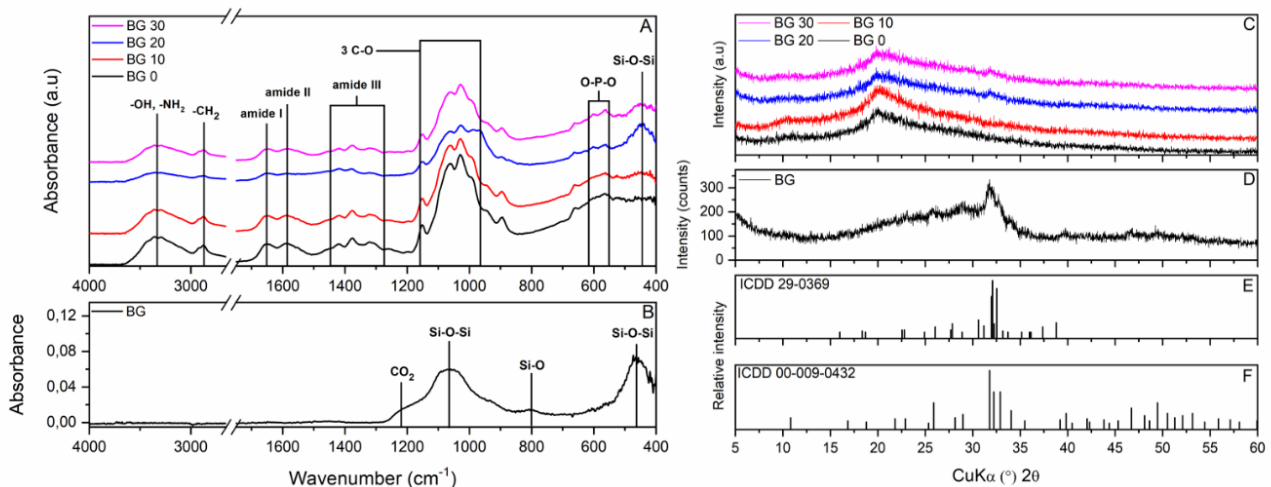 BG 30
BG 20
BG 10
BG 0
A
3 C-O
Si-O-Si
O-P-O
amide III
amide II
-OH, -NH2
-CH2
amide I
Absorbance (a.u)
4000 3000 1600 1400 1200 1000 800 600 400
BG
B
Si-O-Si
Si-O-Si
CO2
Si-O
0,12
0,08
0,04
0,00
Absorbance
4000 3000 1600 1400 1200 1000 800 600 400
Wavenumber (cm-1)
BG 30 BG 10
BG 20 BG 0
C
Intensity (a.u)
BG
D
300
200
100
0
Intensity (counts)
ICDD 29-0369
E
ICDD 00-009-0432
F
Relative intensity
5 10 15 20 25 30 35 40 45 50 55 60
CuKα (°) 2θ